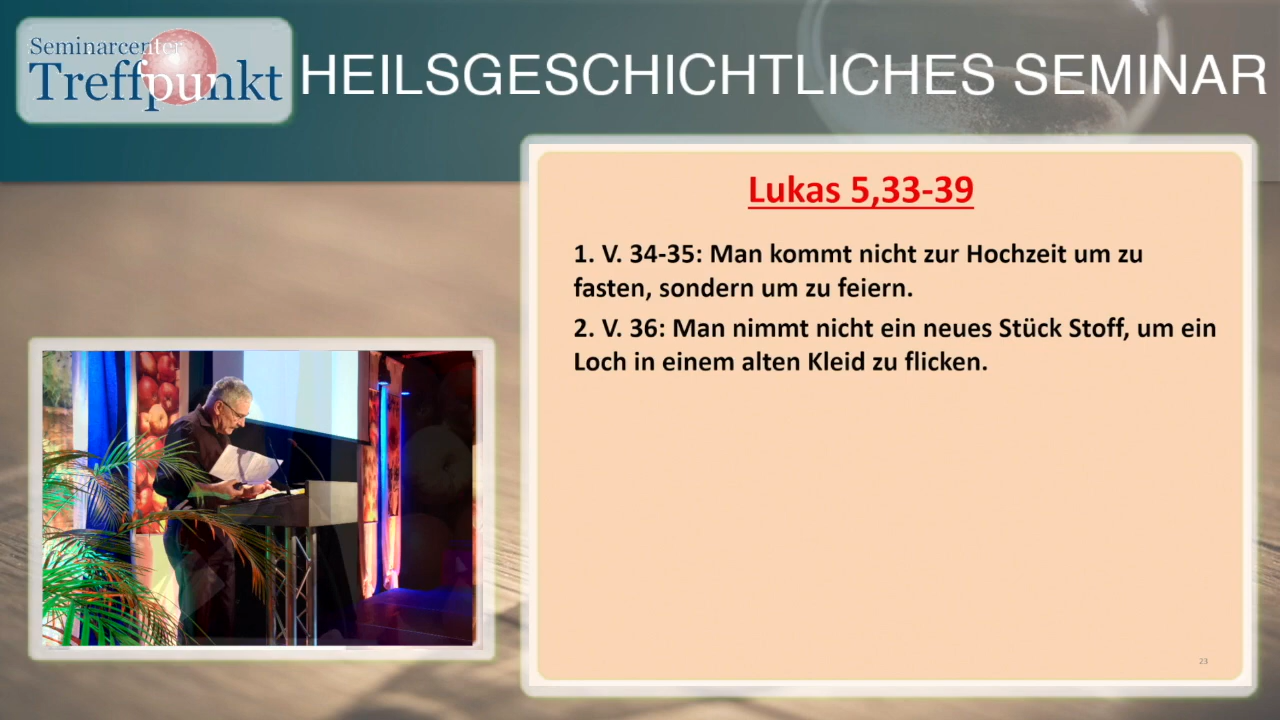 Seminarcenter
Treffpunkt
HEILSGESCHICHTLICHES SEMINAR
Lukas 5,33-39
1. V. 34-35: Man kommt nicht zur Hochzeit um zu
fasten, sondern um zu feiern.
2. V. 36: Man nimmt nicht ein neues Stück Stoff, um ein
Loch in einem alten Kleid zu flicken.
23